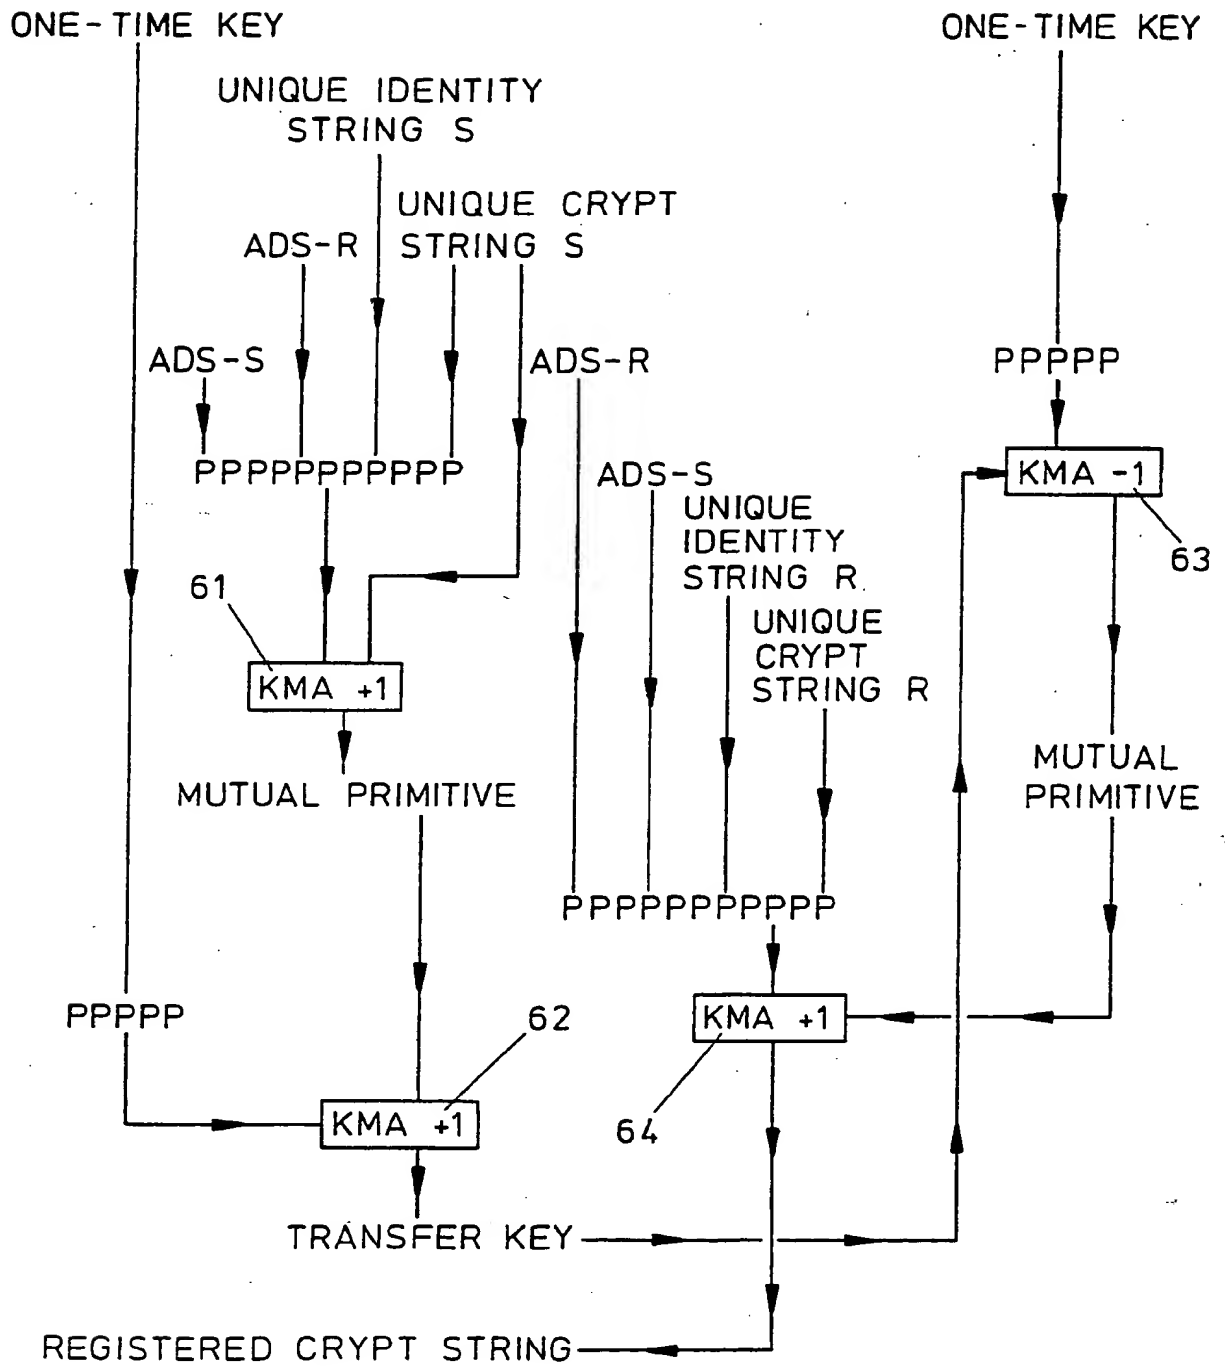 ONE-TIME KEY
ONE-TIME KEY
UNIQUE IDENTITY
STRING S
UNIQUE CRYPT
STRING S
ADS-R
ADS-S
ADS-R
PPPPP
PPPPPPPPPPP
ADS-S
KMA -1
UNIQUE
IDENTITY
STRING R
63
61
UNIQUE
CRYPT
STRING R
KMA +1
MUTUAL PRIMITIVE
MUTUAL
PRIMITIVE
PPPPPPPPPPP
PPPPP
62
KMA +1
KMA +1
64
TRANSFER KEY
REGISTERED CRYPT STRING